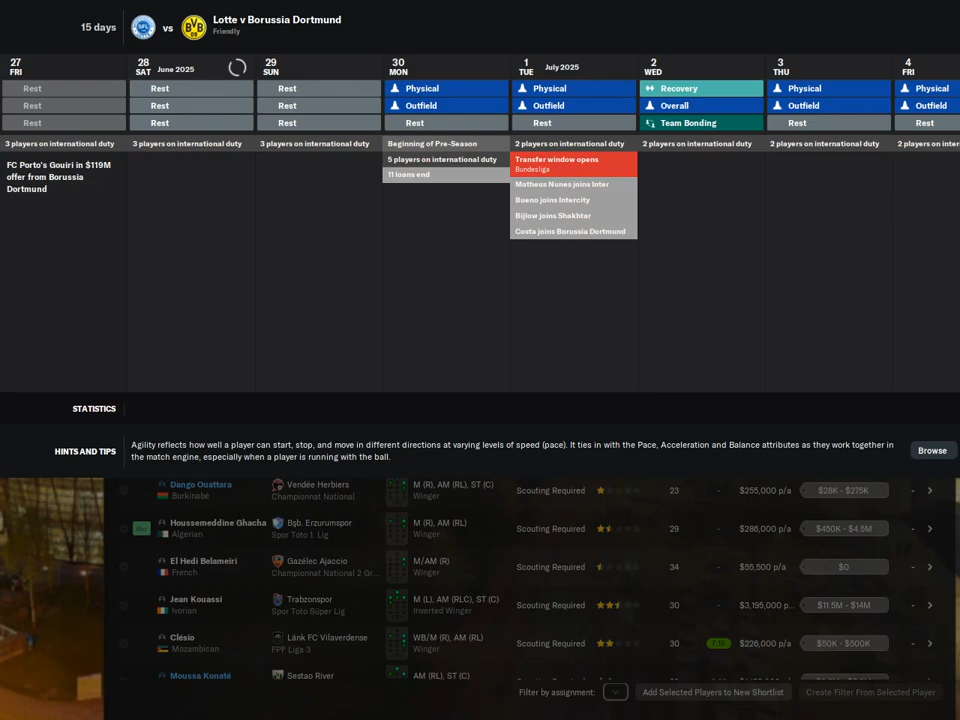 15 days
vs
Lotte v Borussia Dortmund
Friendly
27
FRI
28
SAT
June 2025
29
SUN
30
MON
1
TUE
July 2025
2
WED
3
THU
4
FRI
Rest
Rest
Rest
Physical
Physical
Recovery
Physical
Physical
Rest
Rest
Rest
Outfield
Outfield
Overall
Outfield
Outfield
Rest
Rest
Rest
Rest
Rest
Team Bonding
Rest
Rest
3 players on international duty
3 players on international duty
3 players on international duty
Beginning of Pre-Season
2 players on international duty
2 players on international duty
2 players on international duty
2 players on intern
FC Porto's Gouiri in $119M
offer from Borussia
Dortmund
5 players on international duty
11 loans end
Transfer window opens
Bundesliga
Matheus Nunes joins Inter
Bueno joins Intercity
Bijlow joins Shakhtar
Costa joins Borussia Dortmund
STATISTICS
HINTS AND TIPS
Agility reflects how well a player can start, stop, and move in different directions at varying levels of speed (pace). It ties in with the Pace, Acceleration and Balance attributes as they work together in
the match engine, especially when a player is running with the ball.
Browse
Dango Ouattara
Burkinabé
Vendée Herbiers
Championnat National
M (R), AM (RL), ST (C)
Winger
Scouting Required
23
-
$255,000 p/a
$28K - $275K
-
Wnt
Houssemeddine Ghacha
Algerian
Bşb. Erzurumspor
Spor Toto 1. Lig
M (R), AM (RL)
Winger
Scouting Required
29
-
$286,000 p/a
$450K - $4.5M
-
El Hedi Belameiri
French
Gazélec Ajaccio
Championnat National 2 Gr...
M/AM (R)
Winger
Scouting Required
34
-
$55,500 p/a
$0
-
Jean Kouassi
Ivorian
Trabzonspor
Spor Toto Süper Lig
M (L), AM (RLC), ST (C)
Inverted Winger
Scouting Required
30
-
$3,195,000 p...
$11.5M - $14M
-
Clésio
Mozambican
Länk FC Vilaverdense
FPF Liga 3
WB/M (R), AM (RL)
Winger
Scouting Required
30
$226,000 p/a
$50K - $500K
-
Moussa Konaté
Sestao River
AM (RL), ST (C)
Filter by assignment:
Add Selected Players to New Shortlist
Create Filter From Selected Player